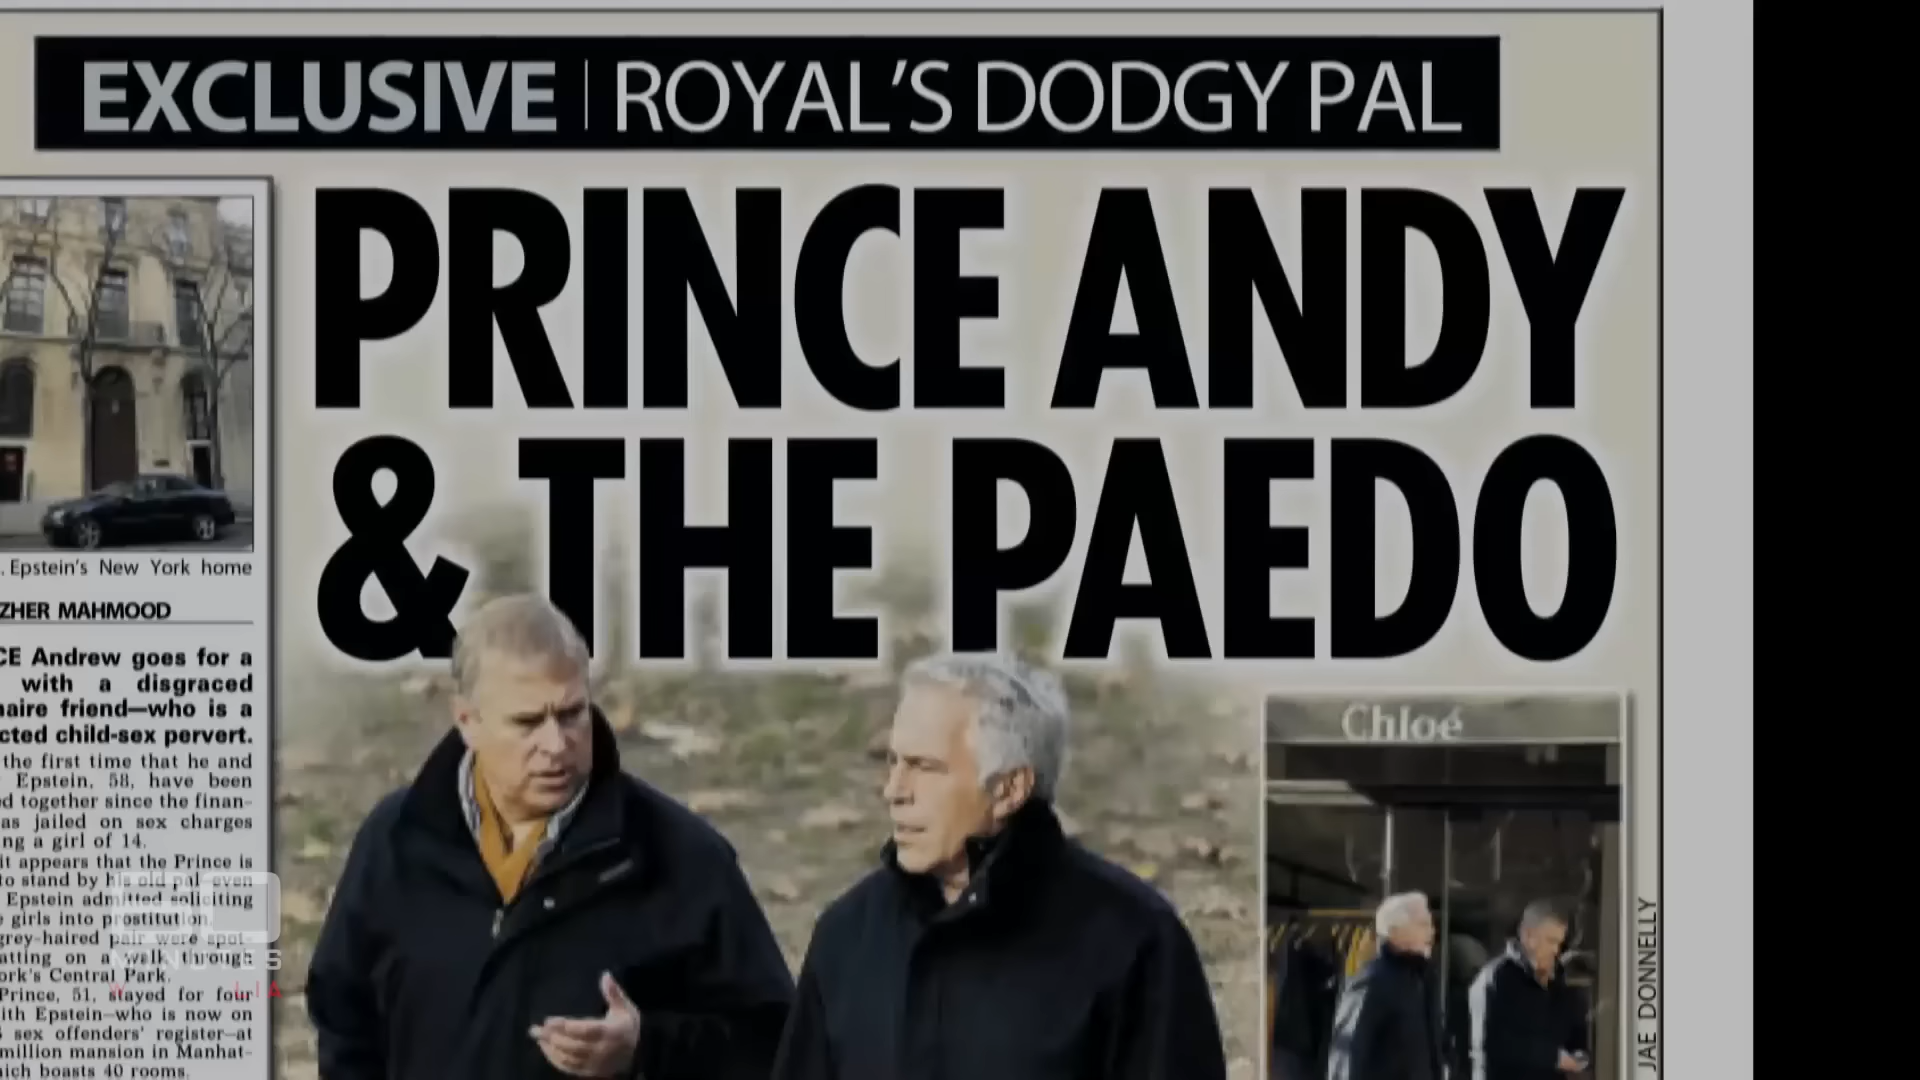 EXCLUSIVE | ROYAL'S DODGY PAL
PRINCE ANDY
& THE PAEDO
. Epstein's New York home
ZHER MAHMOOD
CE Andrew goes for a
with a disgraced
naire friend—who is a
cted child-sex pervert.
the first time that he and
Epstein, 58, have been
d together since the finan-
as jailed on sex charges
ng a girl of 14.
it appears that the Prince is
to stand by his old pal even
Epstein admitted soliciting
e girls into prostitution.
grey-haired pair were spot-
atting on a walk through
ork's Central Park.
Prince, 51, stayed for four
ith Epstein—who is now on
sex offenders' register—at
million mansion in Manhat-
ich boasts 40 rooms.
Chloé
JAE DONNELLY
60
MINUTES